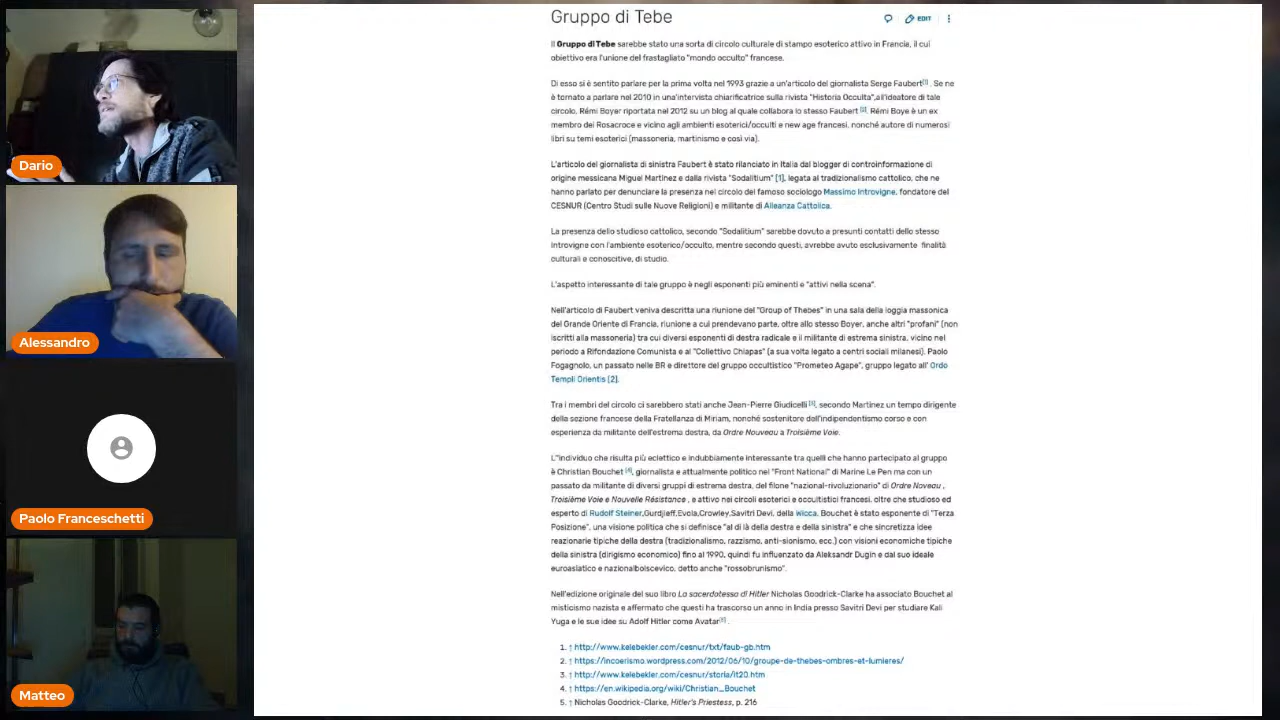 Gruppo di Tebe
EDIT
Il Gruppo di Tebe sarebbe stato una sorta di circolo culturale di stampo esoterico attivo in Francia, il cui
obiettivo era l'unione del frastagliato "mondo occulto" francese.
Di esso si è sentito parlare per la prima volta nel 1993 grazie a un'articolo del giornalista Serge Faubert[1] . Se ne
è tornato a parlare nel 2010 in una'intervista chiarificatrice sulla rivista "Historia Occulta",all'ideatore di tale
circolo, Rémi Boyer riportata nel 2012 su un blog al quale collabora lo stesso Faubert [2]. Rémi Boye è un ex
membro dei Rosacroce e vicino agli ambienti esoterici/occulti e new age francesi, nonché autore di numerosi
libri su temi esoterici (massoneria, martinismo e così via).
L'articolo del giornalista di sinistra Faubert è stato rilanciato in Italia dal blogger di controinformazione di
origine messicana Miguel Martinez e dalla rivista "Sodalitium" [1], legata al tradizionalismo cattolico, che ne
hanno parlato per denunciare la presenza nel circolo del famoso sociologo Massimo Introvigne, fondatore del
CESNUR (Centro Studi sulle Nuove Religioni) e militante di Alleanza Cattolica.
La presenza dello studioso cattolico, secondo "Sodalitium" sarebbe dovuto a presunti contatti dello stesso
Introvigne con l'ambiente esoterico/occulto, mentre secondo questi, avrebbe avuto esclusivamente finalità
culturali e conoscitive, di studio.
L'aspetto interessante di tale gruppo è negli esponenti più eminenti e "attivi nella scena".
Nell'articolo di Faubert veniva descritta una riunione del "Group of Thebes" in una sala della loggia massonica
del Grande Oriente di Francia, riunione a cui prendevano parte, oltre allo stesso Boyer, anche altri "profani" (non
iscritti alla massoneria) tra cui diversi esponenti di destra radicale e il militante di estrema sinistra, vicino nel
periodo a Rifondazione Comunista e al "Collettivo Chiapas" (a sua volta legato a centri sociali milanesi). Paolo
Fogagnolo, un passato nelle BR e direttore del gruppo occultistico "Prometeo Agape", gruppo legato all' Ordo
Templi Orientis [2].
Tra i membri del circolo ci sarebbero stati anche Jean-Pierre Giudicelli [3], secondo Martinez un tempo dirigente
della sezione francese della Fratellanza di Miriam, nonché sostenitore dell'indipendentismo corso e con
esperienza da militante dell'estrema destra, da Ordre Nouveau a Troisième Voie.
L''individuo che risulta più eclettico e indubbiamente interessante tra quelli che hanno partecipato al gruppo
è Christian Bouchet [4], giornalista e attualmente politico nel "Front National" di Marine Le Pen ma con un
passato da militante di diversi gruppi di estrema destra, del filone "nazional-rivoluzionario" di Ordre Noveau ,
Troisième Voie e Nouvelle Résistance , e attivo nei circoli esoterici e occultistici francesi, oltre che studioso ed
esperto di Rudolf Steiner,Gurdjieff,Evola,Crowley,Savitri Devi, della Wicca. Bouchet è stato esponente di "Terza
Posizione", una visione politica che si definisce "al di là della destra e della sinistra" e che sincretizza idee
reazionarie tipiche della destra (tradizionalismo, razzismo, anti-sionismo, ecc.) con visioni economiche tipiche
della sinistra (dirigismo economico) fino al 1990, quindi fu influenzato da Aleksandr Dugin e dal suo ideale
euroasiatico e nazionalbolscevico, detto anche "rossobrunismo".
Nell'edizione originale del suo libro La sacerdotessa di Hitler Nicholas Goodrick-Clarke ha associato Bouchet al
misticismo nazista e affermato che questi ha trascorso un anno in India presso Savitri Devi per studiare Kali
Yuga e le sue idee su Adolf Hitler come Avatar[5] .
1. ↑ http://www.kelebekler.com/cesnur/txt/faub-gb.htm
2. ↑ https://incoerismo.wordpress.com/2012/06/10/groupe-de-thebes-ombres-et-lumieres/
3. ↑ http://www.kelebekler.com/cesnur/storia/it20.htm
4. ↑ https://en.wikipedia.org/wiki/Christian_Bouchet
5. ↑ Nicholas Goodrick-Clarke, Hitler's Priestess, p. 216
Dario
Alessandro
Paolo Franceschetti
Matteo